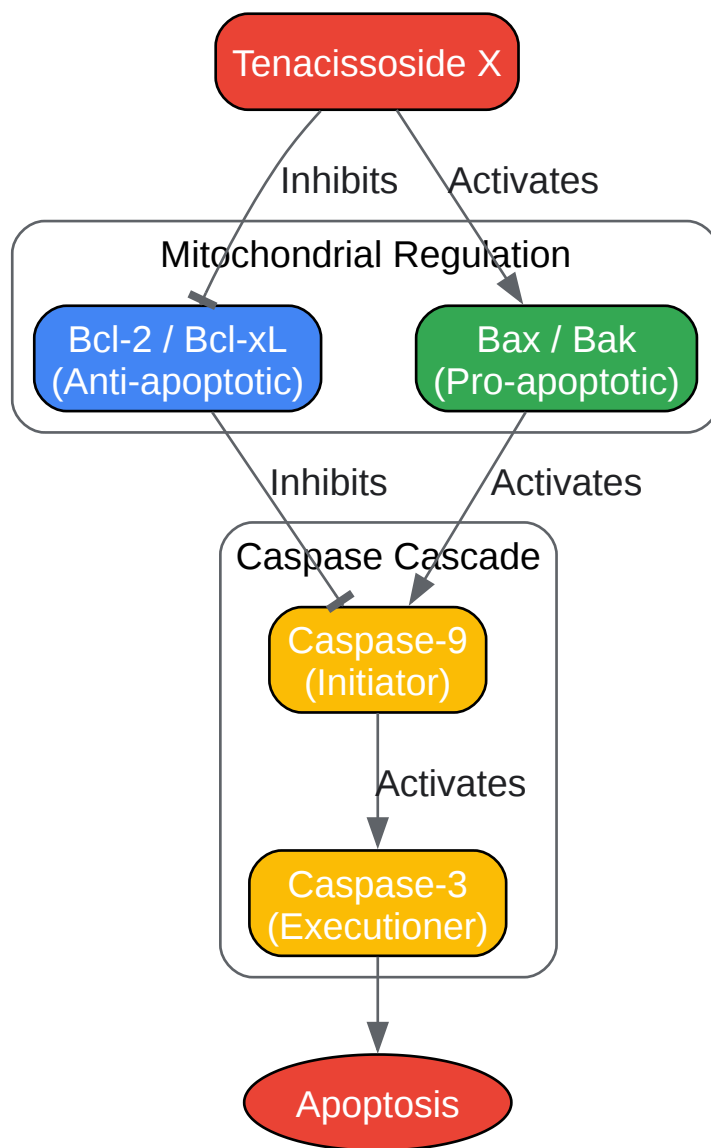 Tenacissoside X
Inhibits
Activates
Mitochondrial Regulation
Bcl-2 / Bcl-xL
(Anti-apoptotic)
Bax / Bak
(Pro-apoptotic)
Inhibits
Activates
Caspase Cascade
Caspase-9
(Initiator)
Activates
Caspase-3
(Executioner)
Apoptosis